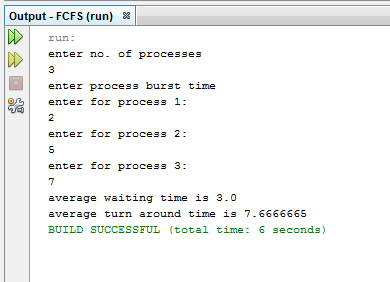 Output - FCFS (run)
run:
enter no. of processes
3
enter process burst time
enter for process 1:
2
enter for process 2:
5
enter for process 3:
7
average waiting time is 3.0
average turn around time is 7.6666665
BUILD SUCCESSFUL (total time: 6 seconds)